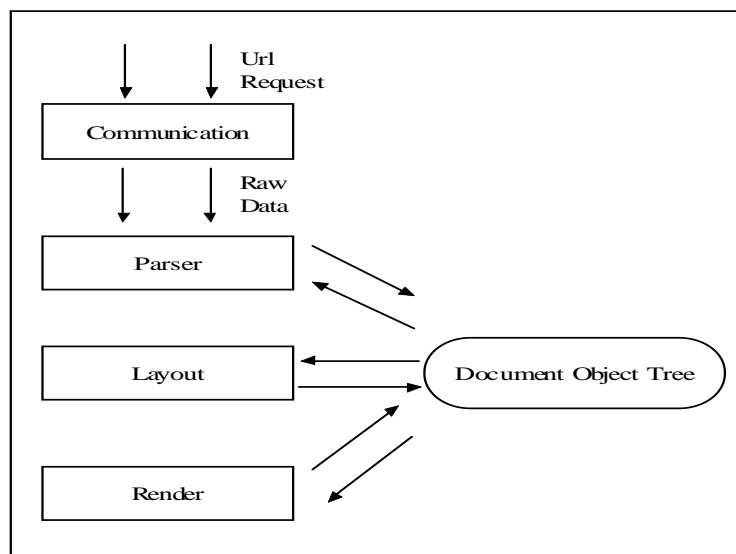 Url
Request
Communication
Raw
Data
Parser
Layout
Document Object Tree
Render